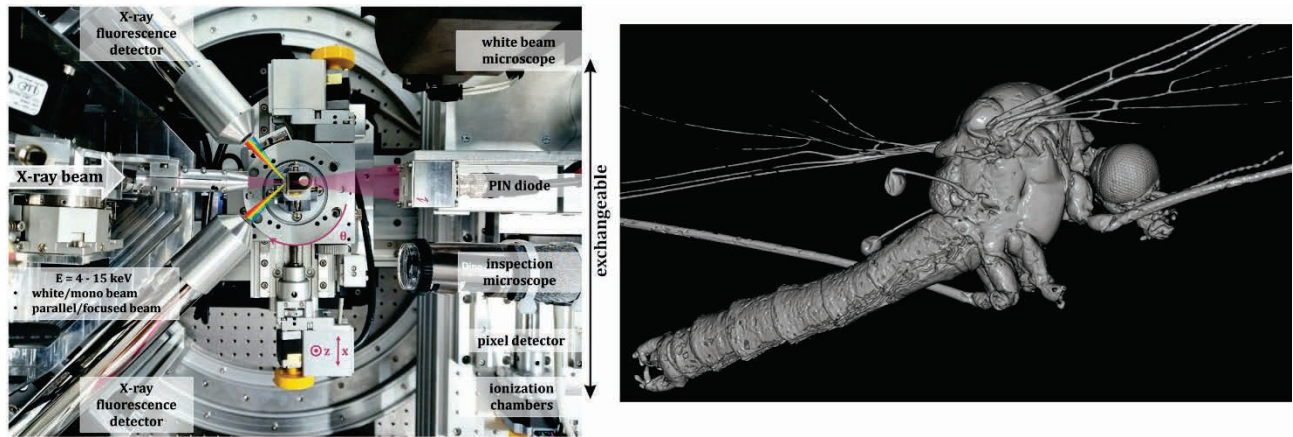 X-ray
fluorescence
detector
white beam
microscope
X-ray beam
PIN diode
θ
exchangeable
E = 4 - 15 keV
• white/mono beam
• parallel/focused beam
inspection
microscope
z x
pixel detector
X-ray
fluorescence
detector
ionization
chambers